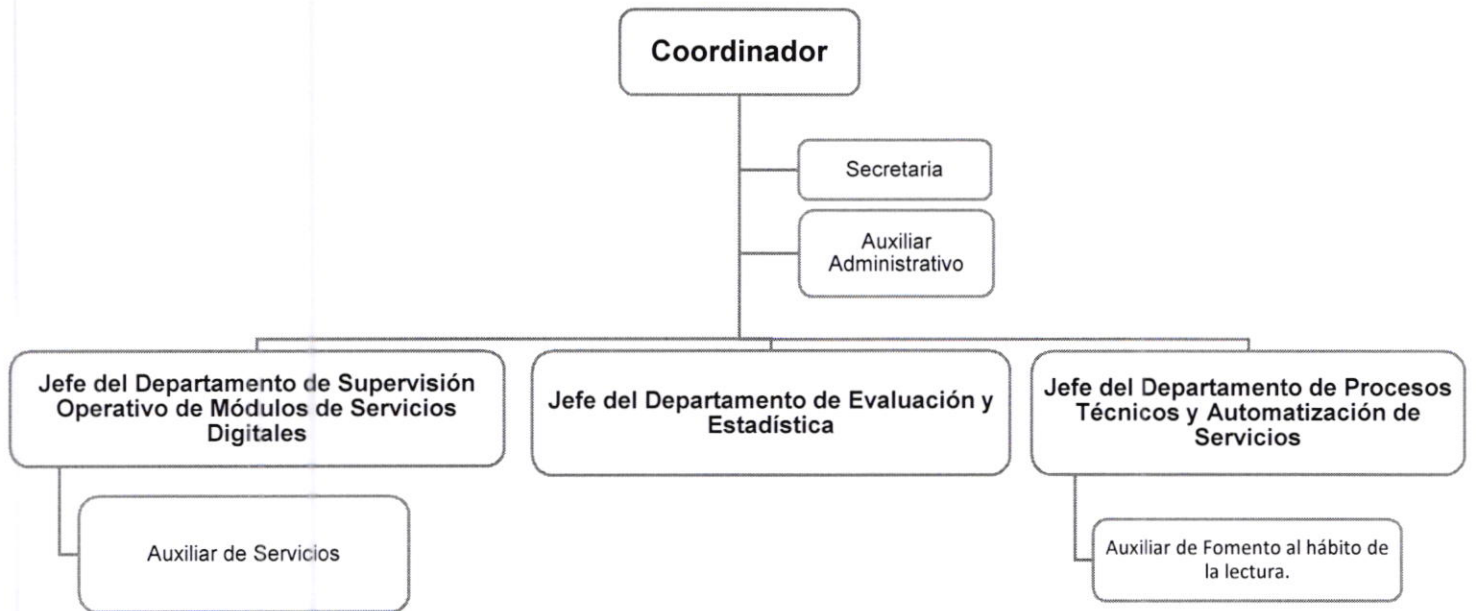 Coordinador
Secretaria
Auxiliar
Administrativo
Jefe del Departamento de Supervisión
Operativo de Módulos de Servicios
Digitales
Jefe del Departamento de Evaluación y
Estadística
Jefe del Departamento de Procesos
Técnicos y Automatización de
Servicios
Auxiliar de Servicios
Auxiliar de Fomento al hábito de
la lectura.